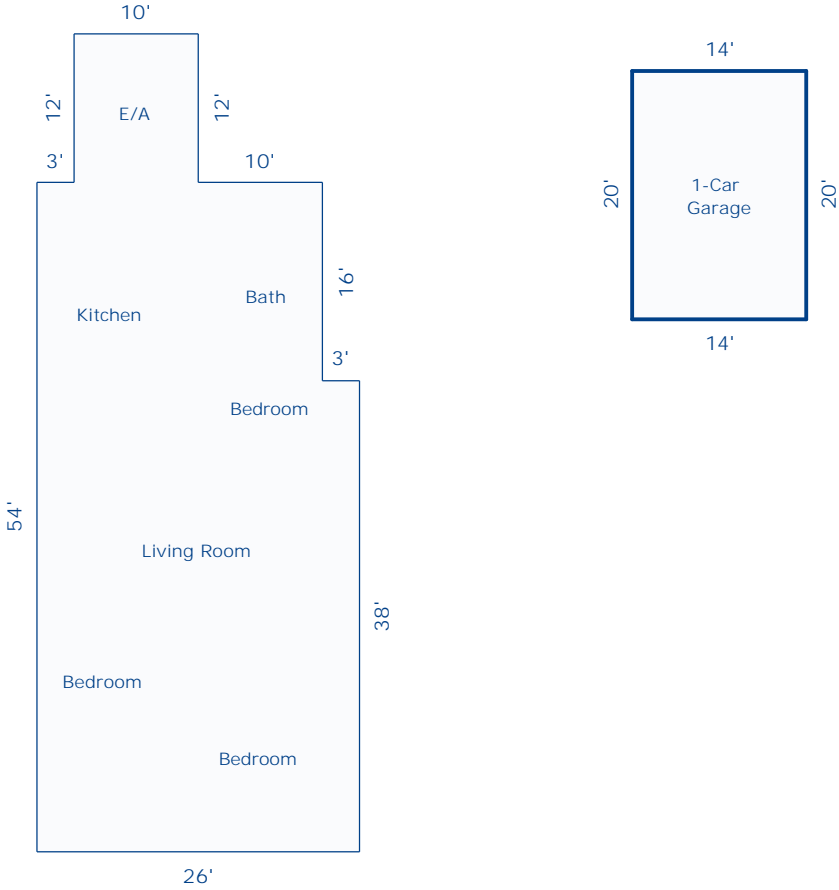 10'
14'
12'
E/A
12'
3'
10'
20'
1-Car
Garage
20'
Kitchen
Bath
16'
14'
3'
Bedroom
54'
Living Room
38'
Bedroom
Bedroom
26'